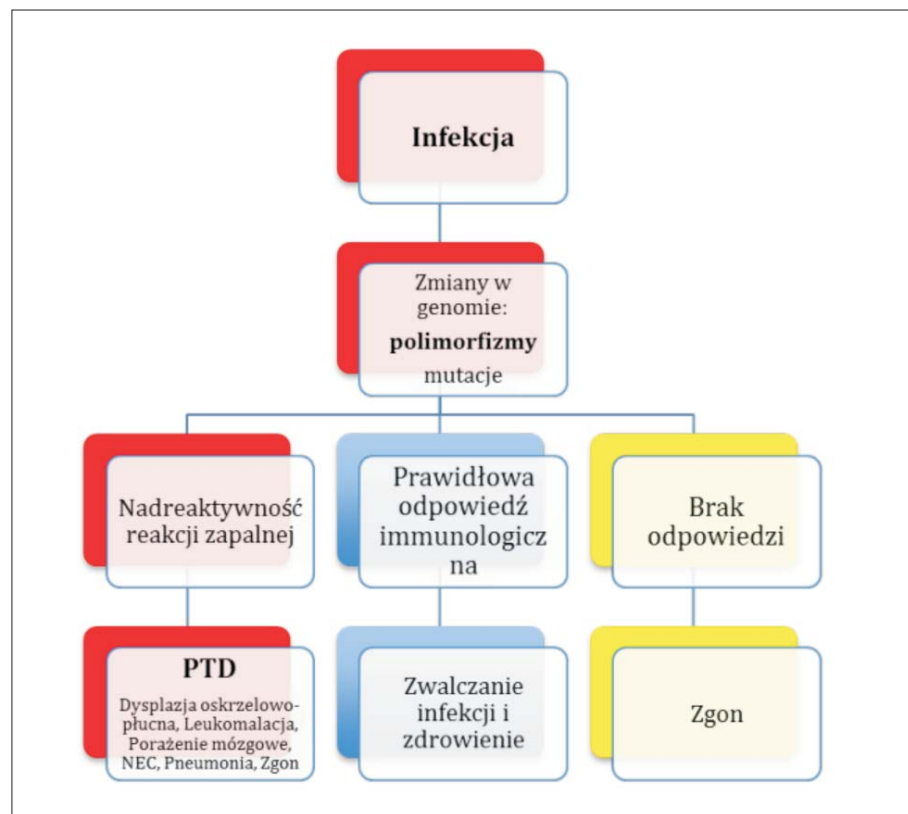 Infekcja
Zmiany w
genomie:
polimorfizmy
mutacje
Nadreaktywność
reakcji zapalnej
Prawidłowa
odpowiedź
immunologicz
na
Brak
odpowiedzi
PTD
Dysplazja oskrzelowo-
płucna, Leukomalacja,
Porażenie mózgowe,
NEC, Pneumonia, Zgon
Zwalczanie
infekcji i
zdrowienie
Zgon